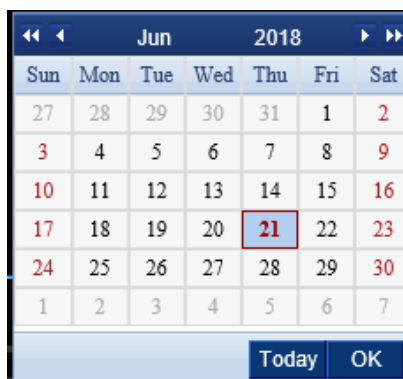 Jun 2018
Sun Mon Tue Wed Thu Fri Sat
27 28 29 30 31 1 2
3 4 5 6 7 8 9
10 11 12 13 14 15 16
17 18 19 20 21 22 23
24 25 26 27 28 29 30
1 2 3 4 5 6 7
Today OK